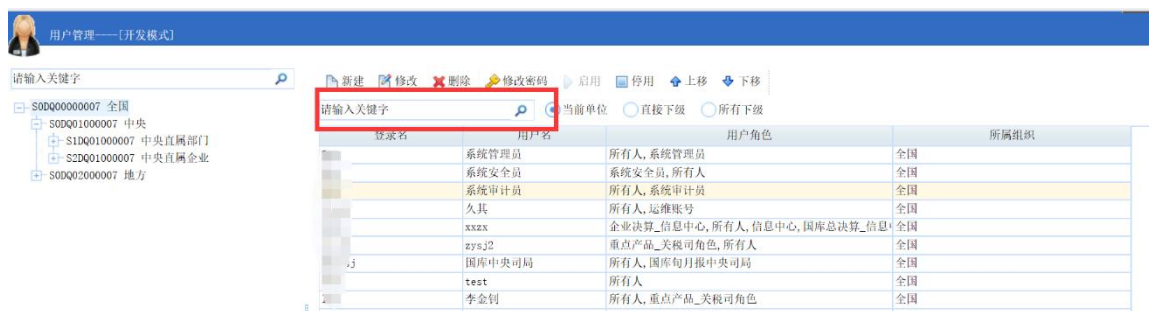 用户管理——[开发模式]
请输入关键字
S0DQ00000007 全国
S0DQ01000007 中央
S1DQ01000007 中央直属部门
S2DQ01000007 中央直属企业
S0DQ02000007 地方
新建 修改 删除 修改密码 启用 停用 上移 下移
请输入关键字 当前单位 直接下级 所有下级
登录名 用户名 用户角色 所属组织
系统管理员 所有人,系统管理员 全国
系统安全员 系统安全员,所有人 全国
系统审计员 所有人,系统审计员 全国
久其 所有人,运维账号 全国
xxzx 企业决算_信息中心,所有人,信息中心,国库总决算_信息 全国
zysj2 重点产品_关税司角色,所有人 全国
国库中央司局 所有人,国库旬月报中央司局 全国
test 所有人 全国
李金钊 所有人,重点产品_关税司角色 全国